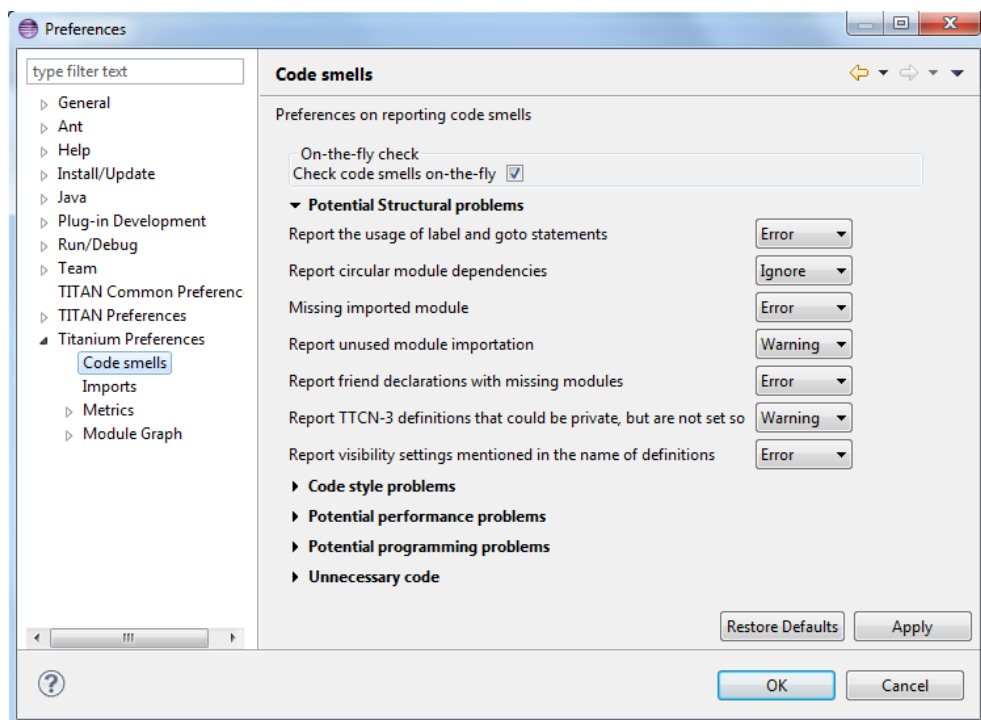 Preferences
type filter text
General
Ant
Help
Install/Update
Java
Plug-in Development
Run/Debug
Team
TITAN Common Preferenc
TITAN Preferences
Titanium Preferences
Code smells
Imports
Metrics
Module Graph
Code smells
Preferences on reporting code smells
On-the-fly check
Check code smells on-the-fly
Potential Structural problems
Report the usage of label and goto statements Error
Report circular module dependencies Ignore
Missing imported module Error
Report unused module importation Warning
Report friend declarations with missing modules Error
Report TTCN-3 definitions that could be private, but are not set so Warning
Report visibility settings mentioned in the name of definitions Error
Code style problems
Potential performance problems
Potential programming problems
Unnecessary code
Restore Defaults Apply
? OK Cancel